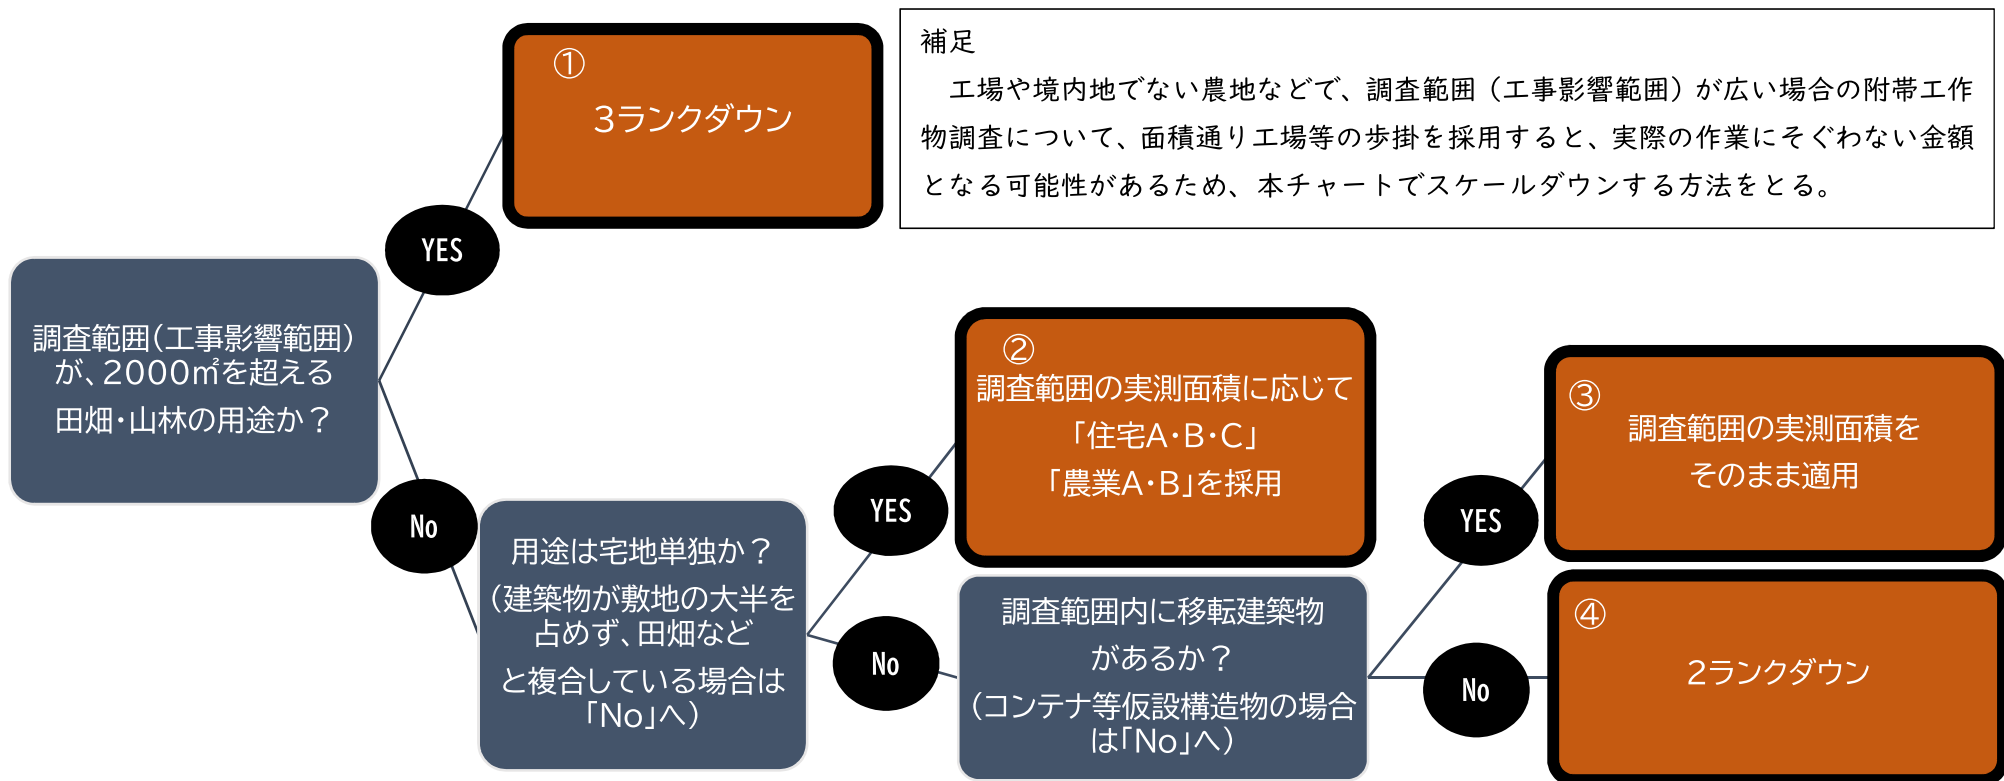 補足
工場や境内地でない農地などで、調査範囲（工事影響範囲）が広い場合の附帯工作
物調査について、面積通り工場等の歩掛を採用すると、実際の作業にそぐわない金額
となる可能性があるため、本チャートでスケールダウンする方法をとる。
①
3ランクダウン
YES
調査範囲(工事影響範囲)
が、2000㎡を超える
田畑・山林の用途か？
No
用途は宅地単独か？
(建築物が敷地の大半を
占めず、田畑など
と複合している場合は
「No」へ)
YES
②
調査範囲の実測面積に応じて
「住宅A・B・C」
「農業A・B」を採用
No
調査範囲内に移転建築物
があるか？
(コンテナ等仮設構造物の場合
は「No」へ)
YES
③
調査範囲の実測面積を
そのまま適用
No
④
2ランクダウン